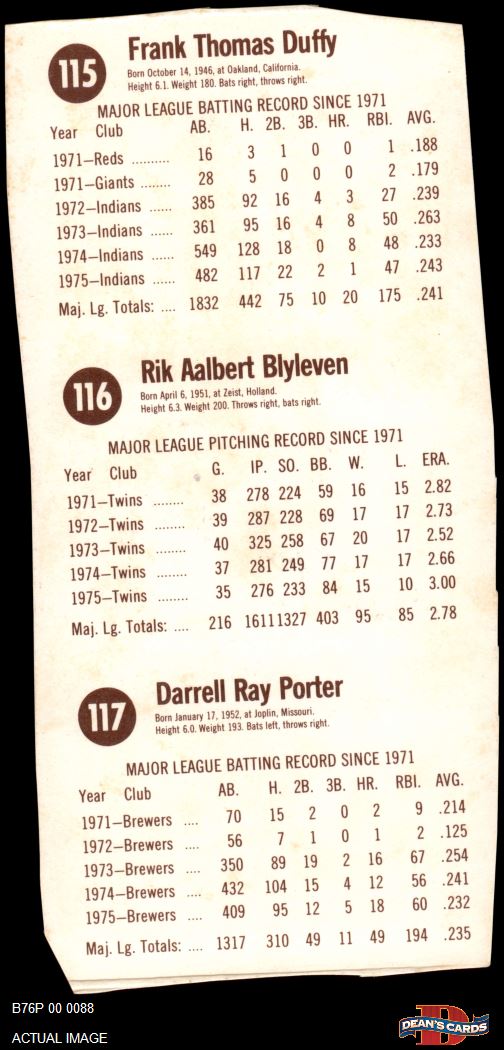 115
Frank Thomas Duffy
Born October 14, 1946, at Oakland, California.
Height 6.1. Weight 180. Bats right, throws right.
MAJOR LEAGUE BATTING RECORD SINCE 1971
Year Club AB. H. 2B. 3B. HR. RBI. AVG.
1971—Reds .......... 16 3 1 0 0 1 .188
1971—Giants ........ 28 5 0 0 0 2 .179
1972—Indians ...... 385 92 16 4 3 27 .239
1973—Indians ...... 361 95 16 4 8 50 .263
1974—Indians ...... 549 128 18 0 8 48 .233
1975—Indians ...... 482 117 22 2 1 47 .243
Maj. Lg. Totals: .... 1832 442 75 10 20 175 .241
116
Rik Aalbert Blyleven
Born April 6, 1951, at Zeist, Holland.
Height 6.3. Weight 200. Throws right, bats right.
MAJOR LEAGUE PITCHING RECORD SINCE 1971
Year Club G. IP. SO. BB. W. L. ERA.
1971—Twins ........ 38 278 224 59 16 15 2.82
1972—Twins ........ 39 287 228 69 17 17 2.73
1973—Twins ........ 40 325 258 67 20 17 2.52
1974—Twins ........ 37 281 249 77 17 17 2.66
1975—Twins ........ 35 276 233 84 15 10 3.00
Maj. Lg. Totals: .... 216 1611 1327 403 95 85 2.78
117
Darrell Ray Porter
Born January 17, 1952, at Joplin, Missouri.
Height 6.0. Weight 193. Bats left, throws right.
MAJOR LEAGUE BATTING RECORD SINCE 1971
Year Club AB. H. 2B. 3B. HR. RBI. AVG.
1971—Brewers .... 70 15 2 0 2 9 .214
1972—Brewers .... 56 7 1 0 1 2 .125
1973—Brewers .... 350 89 19 2 16 67 .254
1974—Brewers .... 432 104 15 4 12 56 .241
1975—Brewers .... 409 95 12 5 18 60 .232
Maj. Lg. Totals: .... 1317 310 49 11 49 194 .235
B76P 00 0088
ACTUAL IMAGE
DEAN'S CARDS